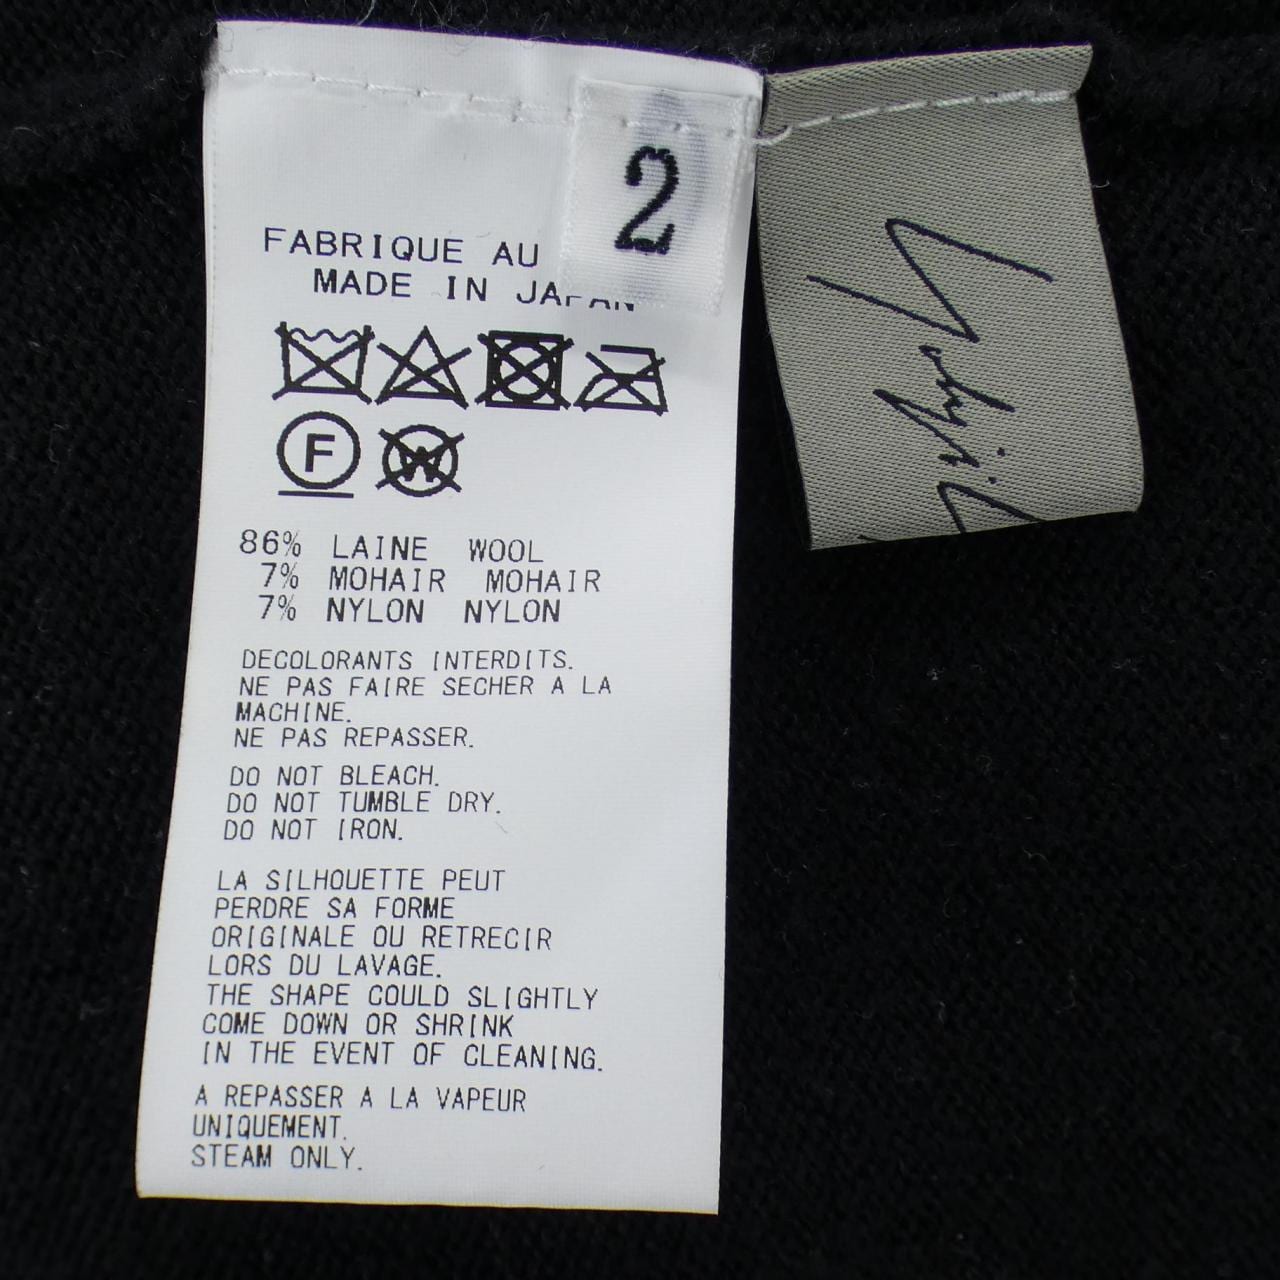 2
FABRIQUE AU
MADE IN JAPAN
F
W
86% LAINE WOOL
7% MOHAIR MOHAIR
7% NYLON NYLON
DECOLORANTS INTERDITS.
NE PAS FAIRE SECHER A LA
MACHINE.
NE PAS REPASSER.
DO NOT BLEACH.
DO NOT TUMBLE DRY.
DO NOT IRON.
LA SILHOUETTE PEUT
PERDRE SA FORME
ORIGINALE OU RETRECIR
LORS DU LAVAGE.
THE SHAPE COULD SLIGHTLY
COME DOWN OR SHRINK
IN THE EVENT OF CLEANING.
A REPASSER A LA VAPEUR
UNIQUEMENT.
STEAM ONLY.